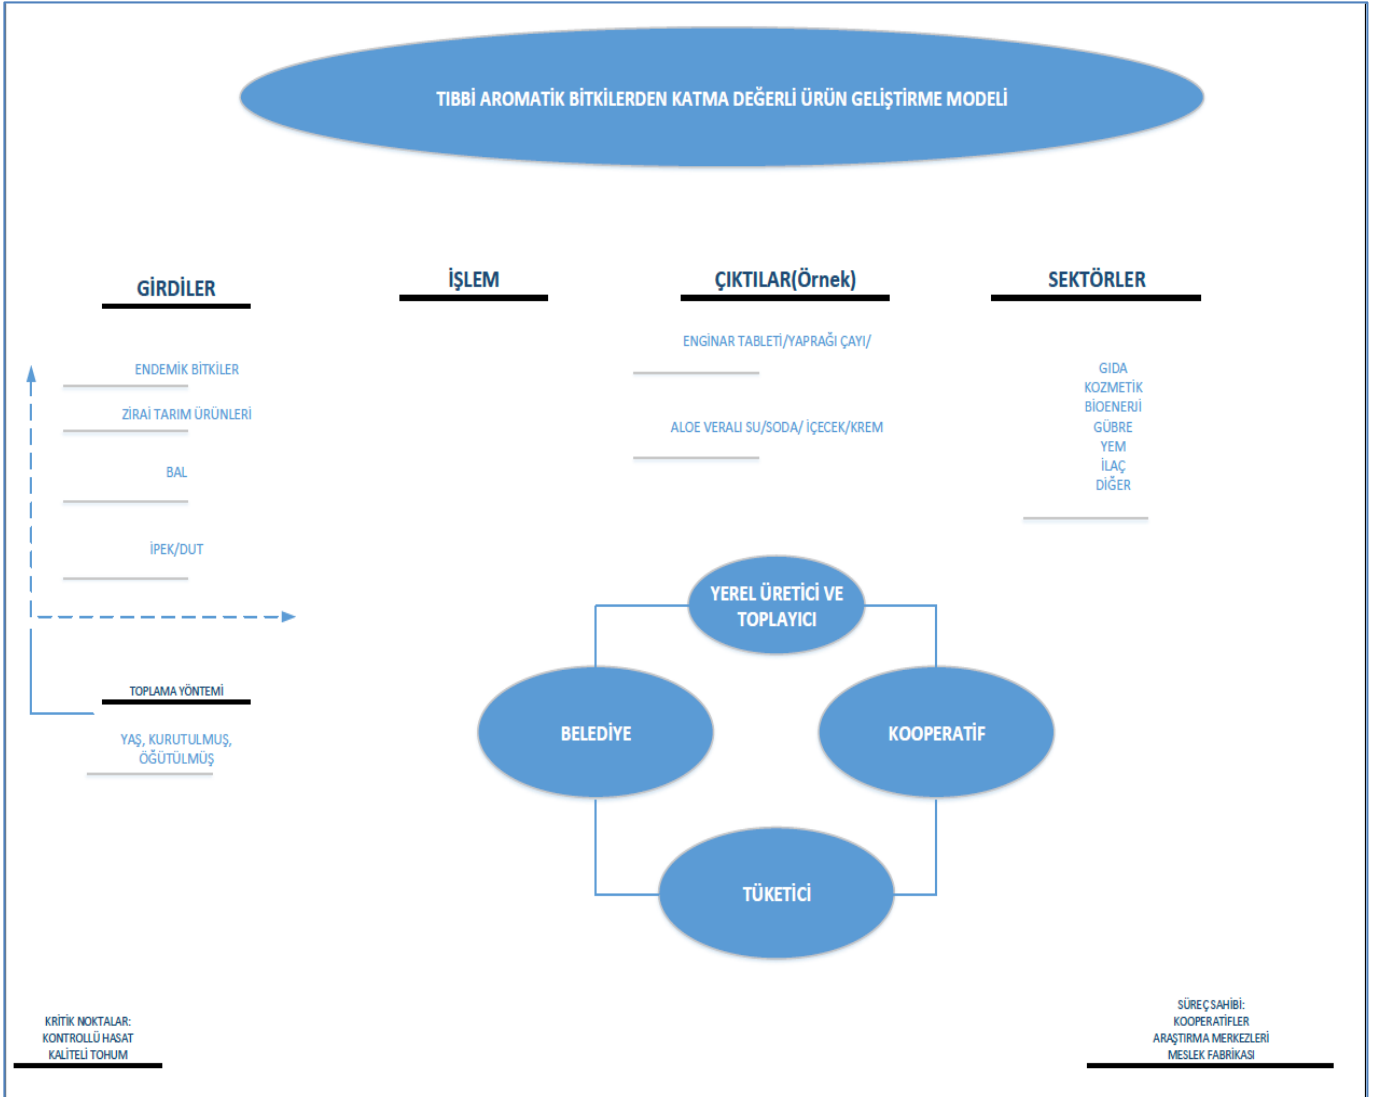 TIBBİ AROMATİK BİTKİLERDEN KATMA DEĞERLİ ÜRÜN GELİŞTİRME MODELİ
GİRDİLER
İŞLEM
ÇIKTILAR(Örnek)
SEKTÖRLER
ENDEMİK BİTKİLER
ZİRAİ TARIM ÜRÜNLERİ
BAL
İPEK/DUT
ENGİNAR TABLETİ/YAPRAĞI ÇAYI/
ALOE VERALI SU/SODA/ İÇECEK/KREM
GIDA
KOZMETİK
BİOENERJİ
GÜBRE
YEM
İLAÇ
DİĞER
TOPLAMA YÖNTEMİ
YAŞ, KURUTULMUŞ,
ÖĞÜTÜLMÜŞ
YEREL ÜRETİCİ VE
TOPLAYICI
BELEDİYE
KOOPERATİF
TÜKETİCİ
KRİTİK NOKTALAR:
KONTROLLÜ HASAT
KALİTELİ TOHUM
SÜREÇ SAHİBİ:
KOOPERATİFLER
ARAŞTIRMA MERKEZLERİ
MESLEK FABRİKASI